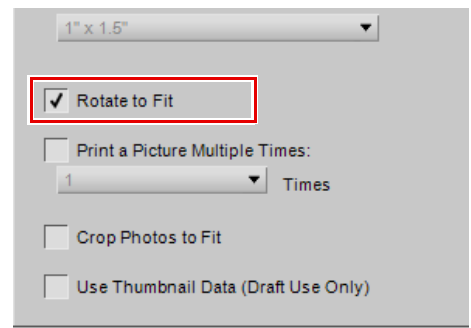 1" x 1.5"
Rotate to Fit
Print a Picture Multiple Times:
1 Times
Crop Photos to Fit
Use Thumbnail Data (Draft Use Only)